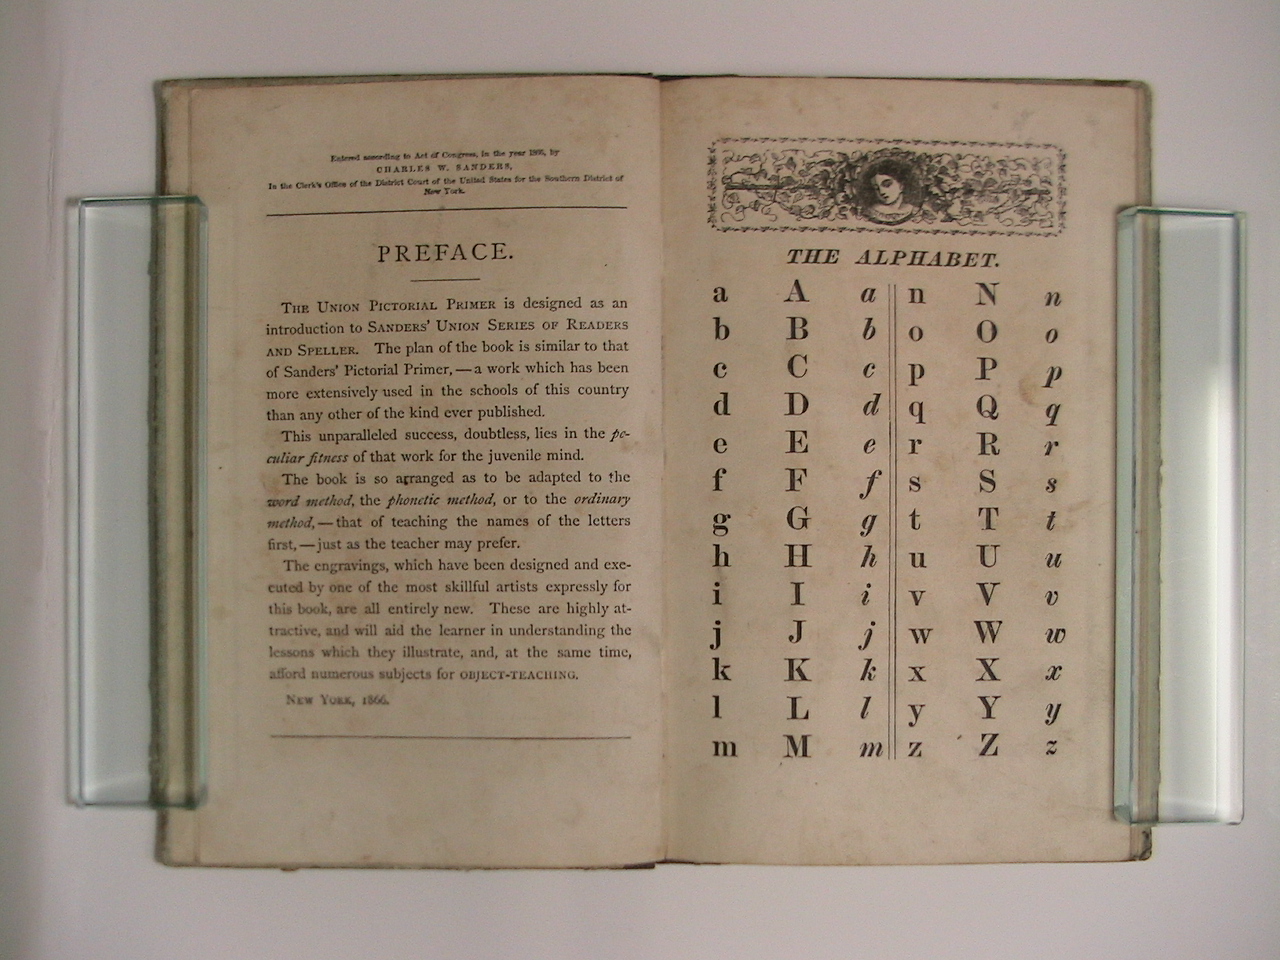 Entered according to Act of Congress, in the year 1866, by
CHARLES W. SANDERS,
In the Clerk's Office of the District Court of the United States for the Southern District of
New York.
PREFACE.
THE UNION PICTORIAL PRIMER is designed as an
introduction to SANDERS' UNION SERIES OF READERS
AND SPELLER. The plan of the book is similar to that
of Sanders' Pictorial Primer,—a work which has been
more extensively used in the schools of this country
than any other of the kind ever published.
This unparalleled success, doubtless, lies in the pe-
culiar fitness of that work for the juvenile mind.
The book is so arranged as to be adapted to the
word method, the phonetic method, or to the ordinary
method,—that of teaching the names of the letters
first,—just as the teacher may prefer.
The engravings, which have been designed and exe-
cuted by one of the most skillful artists expressly for
this book, are all entirely new. These are highly at-
tractive, and will aid the learner in understanding the
lessons which they illustrate, and, at the same time,
afford numerous subjects for OBJECT-TEACHING.
NEW YORK, 1866.
THE ALPHABET.
a A a n N n
b B b o O o
c C c p P p
d D d q Q q
e E e r R r
f F f s S s
g G g t T t
h H h u U u
i I i v V v
j J j w W w
k K k x X x
l L l y Y y
m M m z Z z